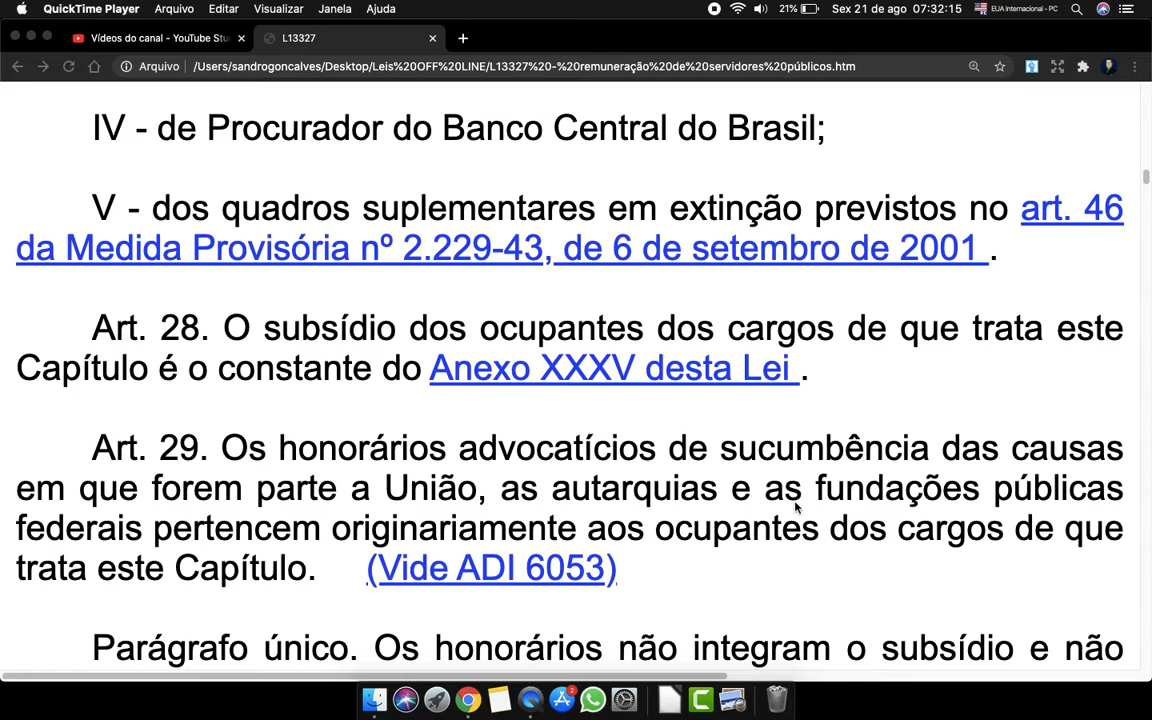 QuickTime Player Arquivo Editar Visualizar Janela Ajuda 21% Sex 21 de ago 07:32:15 EUA Internacional - PC
Vídeos do canal - YouTube Stu
L13327
Arquivo /Users/sandrogoncalves/Desktop/Leis%20OFF%20LINE/L13327%20-%20remuneração%20de%20servidores%20públicos.htm
IV - de Procurador do Banco Central do Brasil;
V - dos quadros suplementares em extinção previstos no art. 46
da Medida Provisória nº 2.229-43, de 6 de setembro de 2001 .
Art. 28. O subsídio dos ocupantes dos cargos de que trata este
Capítulo é o constante do Anexo XXXV desta Lei .
Art. 29. Os honorários advocatícios de sucumbência das causas
em que forem parte a União, as autarquias e as fundações públicas
federais pertencem originariamente aos ocupantes dos cargos de que
trata este Capítulo. (Vide ADI 6053)
Parágrafo único. Os honorários não integram o subsídio e não
2